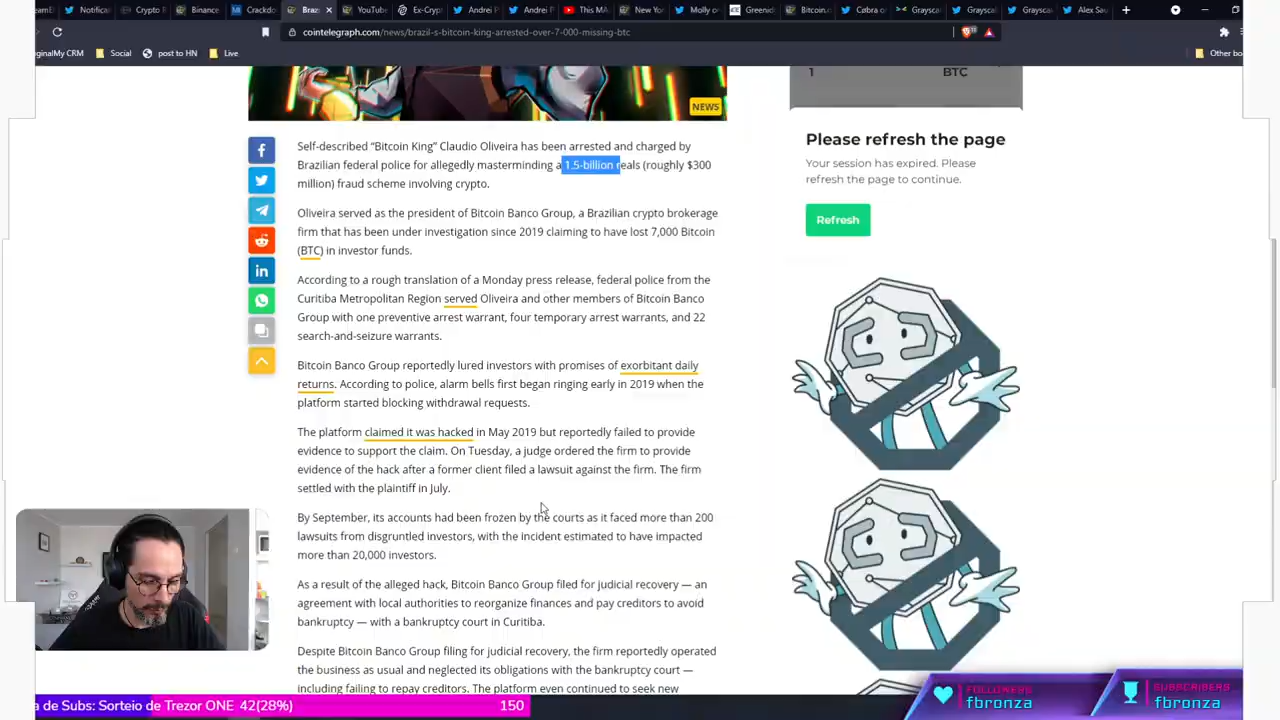 teamE
Notificat
Crypto E
Binance
Crackdo
Braz
YouTube
Ex-Cryp
Andrei P
Andrei P
This MA
New Yo
Molly o
Greenid
Bitcoin.o
Cøbra o
Graysca
Grayscal
Grayscal
Alex Sau
cointelegraph.com/news/brazil-s-bitcoin-king-arrested-over-7-000-missing-btc
ginalMy CRM
Social
post to HN
Live
Other bo
NEWS
1
BTC
Self-described “Bitcoin King” Claudio Oliveira has been arrested and charged by
Brazilian federal police for allegedly masterminding a 1.5-billion reals (roughly $300
million) fraud scheme involving crypto.
Oliveira served as the president of Bitcoin Banco Group, a Brazilian crypto brokerage
firm that has been under investigation since 2019 claiming to have lost 7,000 Bitcoin
(BTC) in investor funds.
According to a rough translation of a Monday press release, federal police from the
Curitiba Metropolitan Region served Oliveira and other members of Bitcoin Banco
Group with one preventive arrest warrant, four temporary arrest warrants, and 22
search-and-seizure warrants.
Bitcoin Banco Group reportedly lured investors with promises of exorbitant daily
returns. According to police, alarm bells first began ringing early in 2019 when the
platform started blocking withdrawal requests.
The platform claimed it was hacked in May 2019 but reportedly failed to provide
evidence to support the claim. On Tuesday, a judge ordered the firm to provide
evidence of the hack after a former client filed a lawsuit against the firm. The firm
settled with the plaintiff in July.
By September, its accounts had been frozen by the courts as it faced more than 200
lawsuits from disgruntled investors, with the incident estimated to have impacted
more than 20,000 investors.
As a result of the alleged hack, Bitcoin Banco Group filed for judicial recovery — an
agreement with local authorities to reorganize finances and pay creditors to avoid
bankruptcy — with a bankruptcy court in Curitiba.
Despite Bitcoin Banco Group filing for judicial recovery, the firm reportedly operated
the business as usual and neglected its obligations with the bankruptcy court —
including failing to repay creditors. The platform even continued to seek new
Please refresh the page
Your session has expired. Please
refresh the page to continue.
Refresh
a de Subs: Sorteio de Trezor ONE 42(28%)
150
FOLLOWERS
fbronza
SUBSCRIBERS
fbronza